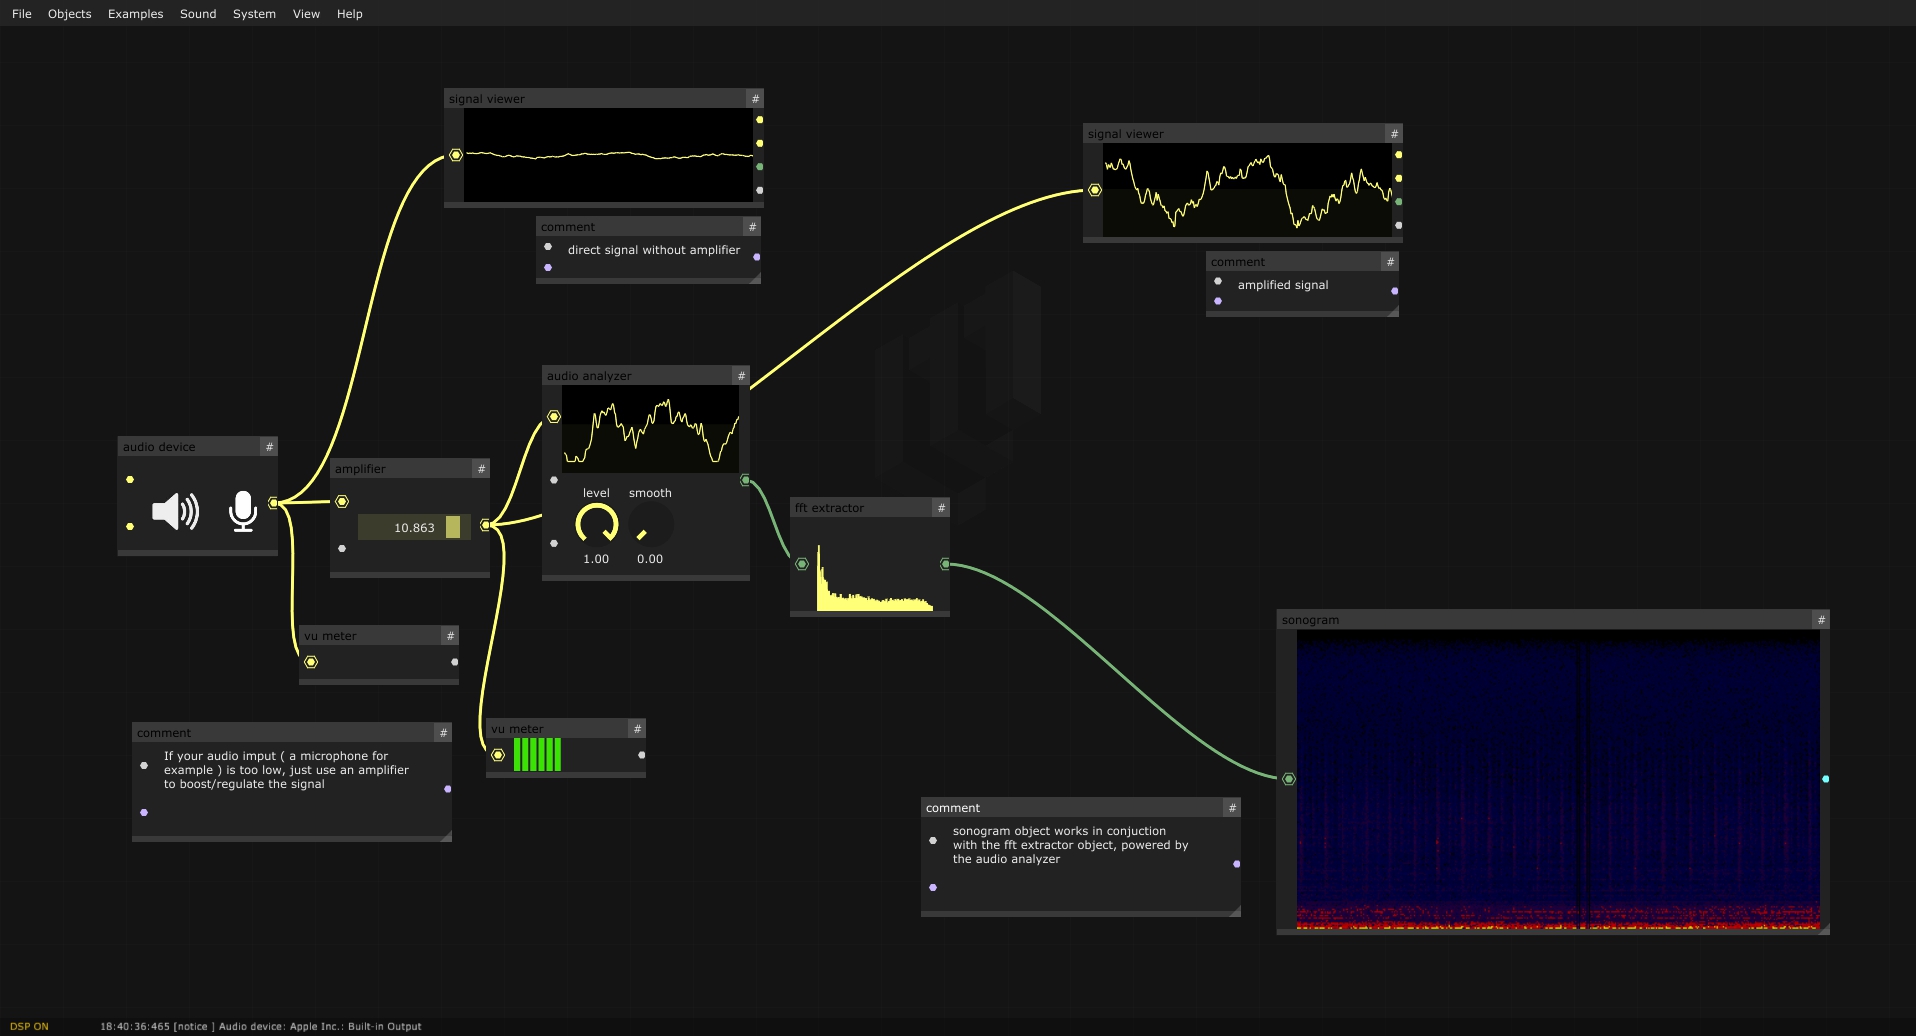 File Objects Examples Sound System View Help
signal viewer #
signal viewer #
comment #
direct signal without amplifier
comment #
amplified signal
audio analyzer #
level smooth
1.00 0.00
audio device #
amplifier #
10.863
fft extractor #
vu meter #
sonogram #
vu meter #
comment #
If your audio imput ( a microphone for
example ) is too low, just use an amplifier
to boost/regulate the signal
comment #
sonogram object works in conjuction
with the fft extractor object, powered by
the audio analyzer
DSP ON 18:40:36:465 [notice ] Audio device: Apple Inc.: Built-in Output